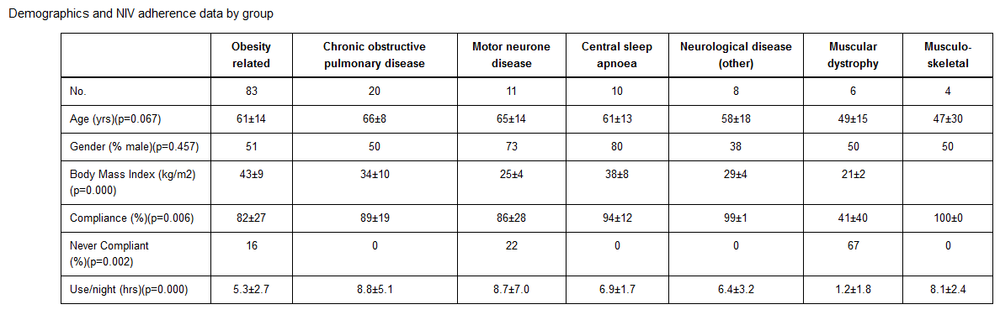 Demographics and NIV adherence data by group
Obesity related Chronic obstructive pulmonary disease Motor neurone disease Central sleep apnoea Neurological disease (other) Muscular dystrophy Musculo-skeletal
No. 83 20 11 10 8 6 4
Age (yrs)(p=0.067) 61±14 66±8 65±14 61±13 58±18 49±15 47±30
Gender (% male)(p=0.457) 51 50 73 80 38 50 50
Body Mass Index (kg/m2) (p=0.000) 43±9 34±10 25±4 38±8 29±4 21±2
Compliance (%)(p=0.006) 82±27 89±19 86±28 94±12 99±1 41±40 100±0
Never Compliant (%)(p=0.002) 16 0 22 0 0 67 0
Use/night (hrs)(p=0.000) 5.3±2.7 8.8±5.1 8.7±7.0 6.9±1.7 6.4±3.2 1.2±1.8 8.1±2.4